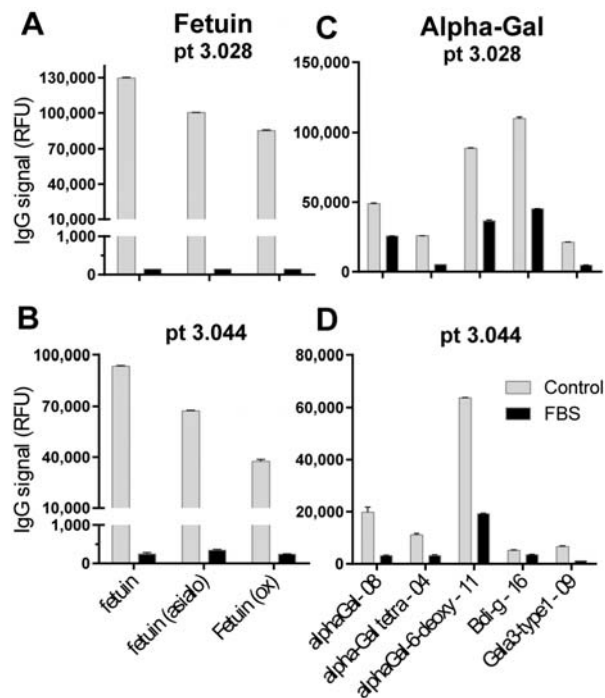 A
Fetuin
pt 3.028
IgG signal (RFU)
130,000
100,000
70,000
40,000
10,000
1,000
0
C
Alpha-Gal
pt 3.028
150,000
100,000
50,000
0
B
pt 3.044
IgG signal (RFU)
100,000
70,000
40,000
10,000
1,000
0
fetuin
fetuin (asialo)
Fetuin (ox)
D
pt 3.044
80,000
60,000
40,000
20,000
0
Control
FBS
alphaGal- 08
alpha-Gal tetra - 04
alphaGal-6-deoxy - 11
Bdi-g - 16
Gala3-type1 - 09